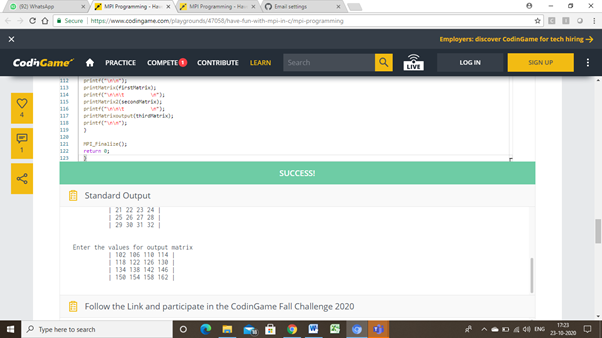 (92) WhatsApp
MPI Programming - Hav
MPI Programming - Hav
Email settings
Secure
https://www.codingame.com/playgrounds/47058/have-fun-with-mpi-in-c/mpi-programming
Employers: discover CodinGame for tech hiring
CodinGame
PRACTICE
COMPETE
CONTRIBUTE
LEARN
Search
LIVE
LOG IN
SIGN UP
4
1
112 printf("\n\n");
113 printMatrix(firstMatrix);
114 printf("\n\n\t \n");
115 printMatrix2(secondMatrix);
116 printf("\n\n\t \n");
117 printMatrixoutput(thirdMatrix);
118 printf("\n\n");
119 }
120
121 MPI_Finalize();
122 return 0;
123 }
SUCCESS!
Standard Output
| 21 22 23 24 |
| 25 26 27 28 |
| 29 30 31 32 |
Enter the values for output matrix
| 102 106 110 114 |
| 118 122 126 130 |
| 134 138 142 146 |
| 150 154 158 162 |
Follow the Link and participate in the CodinGame Fall Challenge 2020
Type here to search
ENG
17:23
23-10-2020